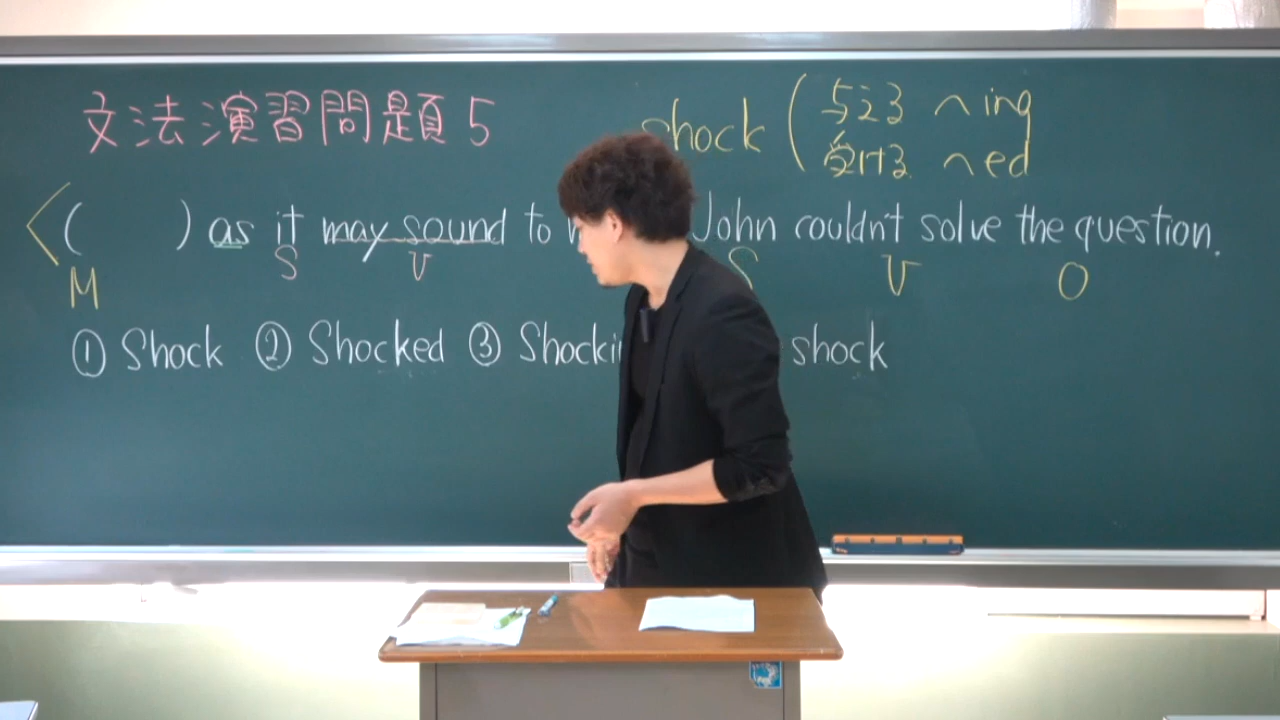 文法演習問題 5
shock ( 与える ～ing
受ける ～ed
< ( ) as it may sound to John couldn't solve the question.
M S V S V O
① Shock ② Shocked ③ shock